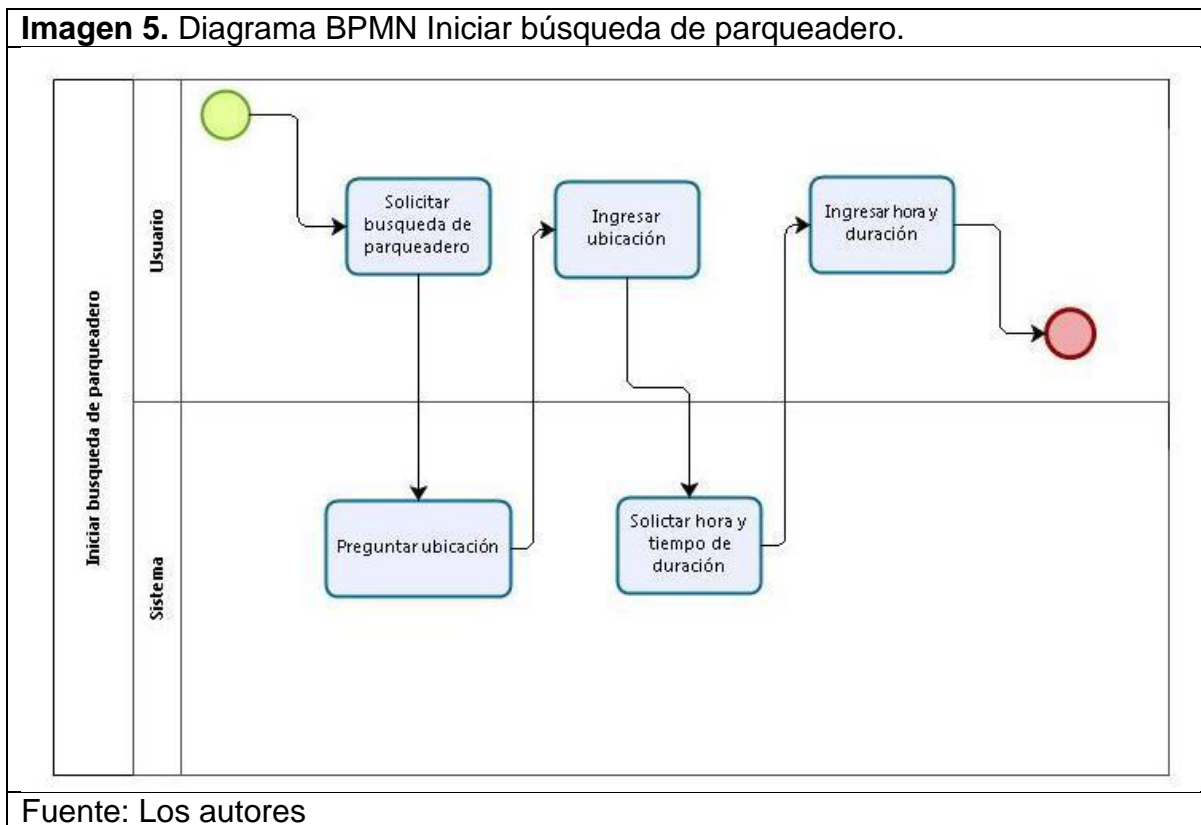 Imagen 5. Diagrama BPMN Iniciar búsqueda de parqueadero.
Iniciar busqueda de parqueadero
Usuario
Solicitar
busqueda de
parqueadero
Ingresar
ubicación
Ingresar hora y
duración
Sistema
Preguntar ubicación
Solictar hora y
tiempo de
duración
Fuente: Los autores